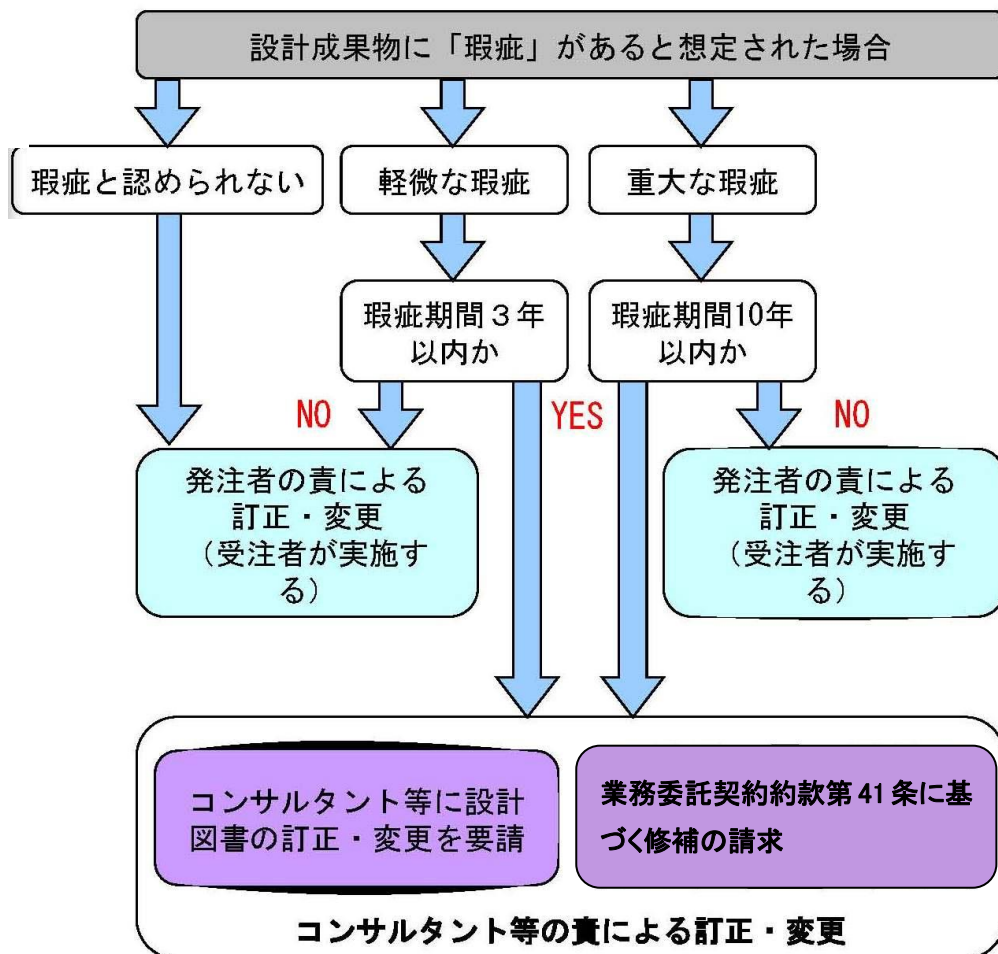 設計成果物に「瑕疵」があると想定された場合
瑕疵と認められない
軽微な瑕疵
重大な瑕疵
瑕疵期間３年
以内か
瑕疵期間10年
以内か
NO
YES
NO
発注者の責による
訂正・変更
（受注者が実施す
る）
発注者の責による
訂正・変更
（受注者が実施す
る）
コンサルタント等に設計
図書の訂正・変更を要請
業務委託契約約款第 41 条に基
づく修補の請求
コンサルタント等の責による訂正・変更